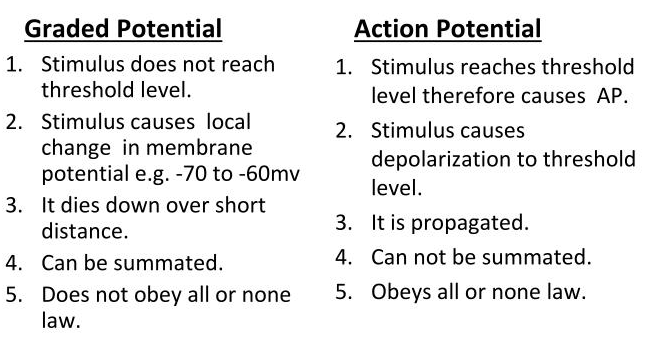 Graded Potential
1. Stimulus does not reach
threshold level.
2. Stimulus causes local
change in membrane
potential e.g. -70 to -60mv
3. It dies down over short
distance.
4. Can be summated.
5. Does not obey all or none
law.
Action Potential
1. Stimulus reaches threshold
level therefore causes AP.
2. Stimulus causes
depolarization to threshold
level.
3. It is propagated.
4. Can not be summated.
5. Obeys all or none law.